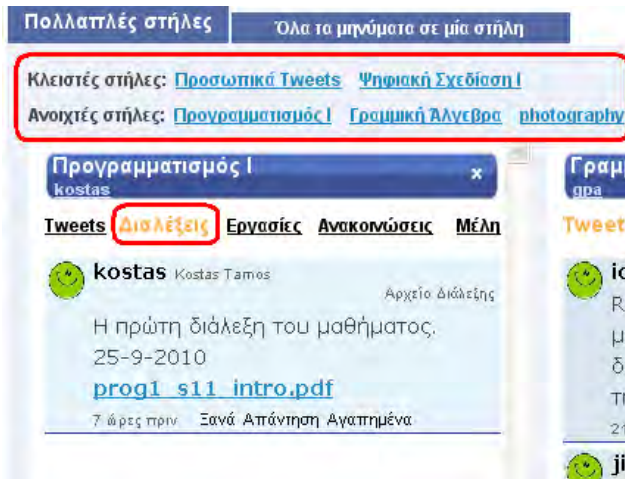 Πολλαπλές στήλες
Όλα τα μηνύματα σε μία στήλη
Κλειστές στήλες: Προσωπικά Tweets Ψηφιακή Σχεδίαση Ι
Ανοιχτές στήλες: Προγραμματισμός Ι Γραμμική Άλγεβρα photography
Προγραμματισμός Ι x
kostas
Tweets Διαλέξεις Εργασίες Ανακοινώσεις Μέλη
kostas Kostas Tamos
Αρχείο Διάλεξης
Η πρώτη διάλεξη του μαθήματος.
25-9-2010
prog1_s11_intro.pdf
7 ώρες πριν Ξανά Απάντηση Αγαπημένα
Γραμ
gpa
Tweet